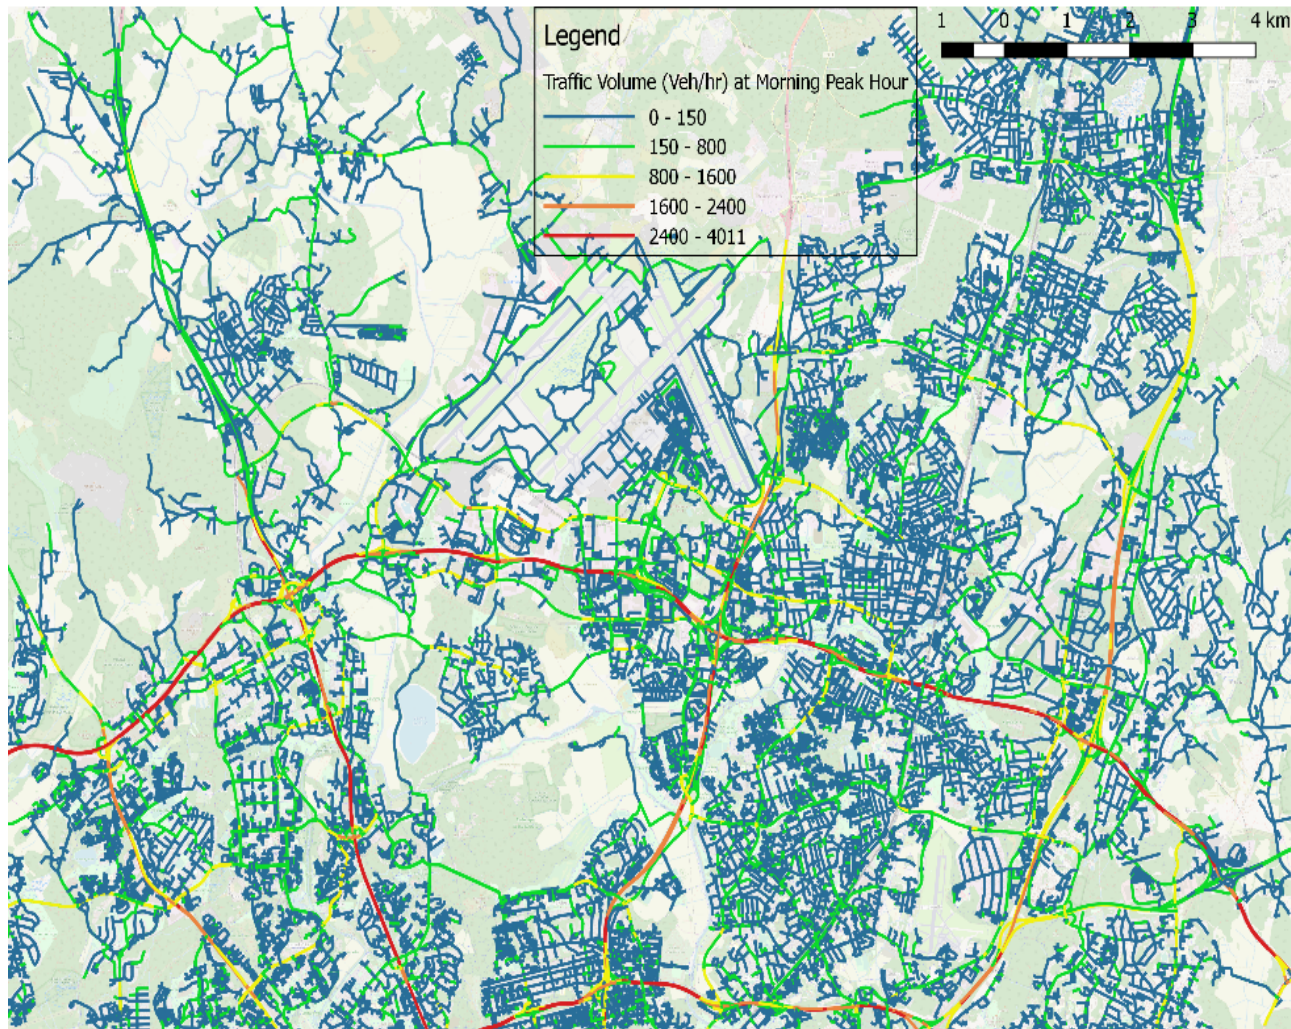 Legend
Traffic Volume (Veh/hr) at Morning Peak Hour
0 - 150
150 - 800
800 - 1600
1600 - 2400
2400 - 4011
1 0 1 2 3 4 km